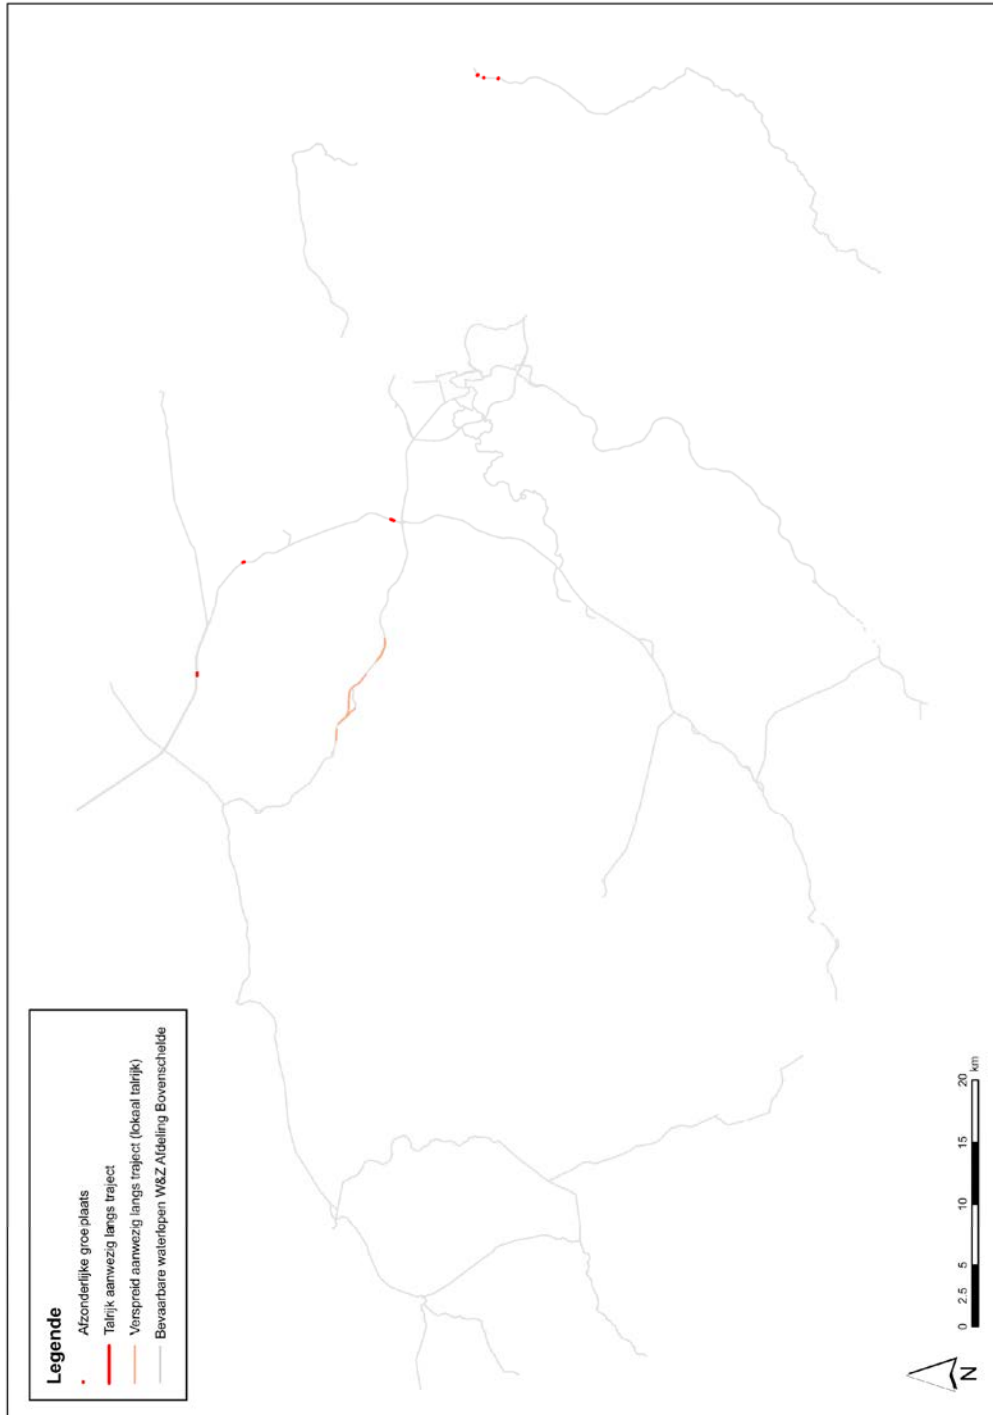 Legende
Afzonderlijke groeiplaats
Talrijk aanwezig langs traject
Verspreid aanwezig langs traject (lokaal talrijk)
Bevaarbare waterlopen W&Z Afdeling Bovenschelde
0 2.5 5 10 15 20
km
N